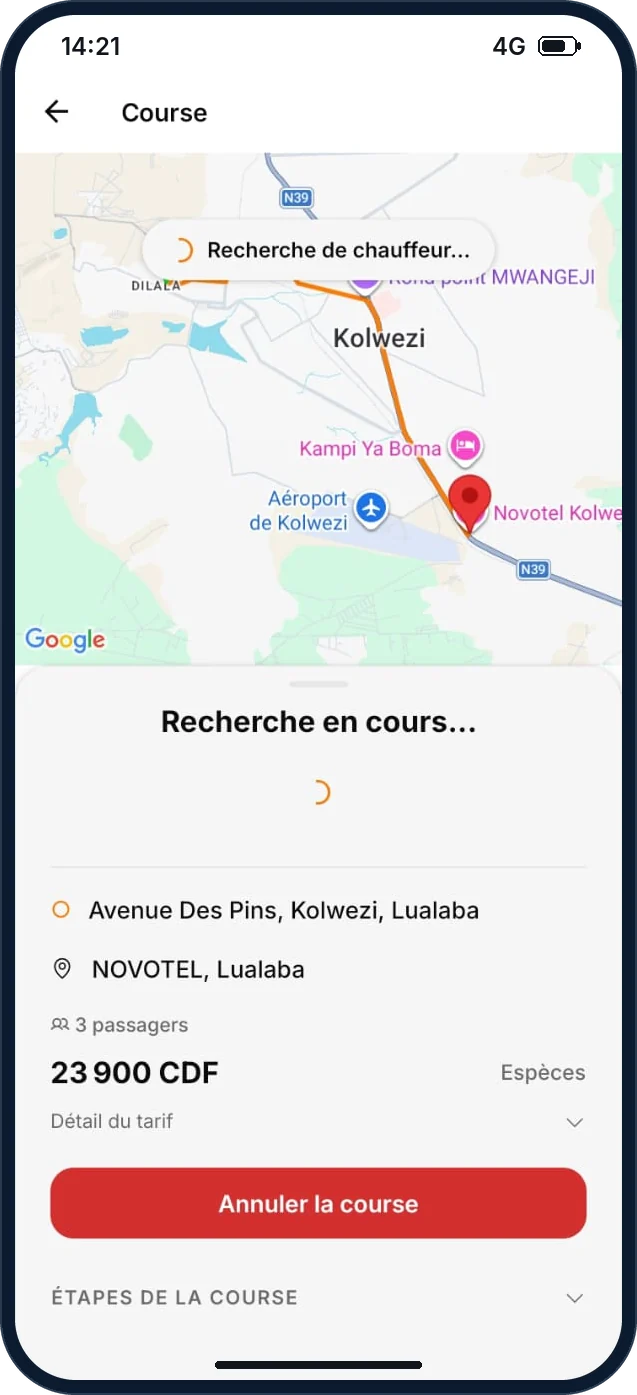 14:21
4G
Course
N39
Recherche de chauffeur...
DILALA
Rond point MWANGEJI
Kolwezi
Kampi Ya Boma
Aéroport
de Kolwezi
Novotel Kolwe
N39
Google
Recherche en cours...
Avenue Des Pins, Kolwezi, Lualaba
NOVOTEL, Lualaba
3 passagers
23 900 CDF
Espèces
Détail du tarif
Annuler la course
ÉTAPES DE LA COURSE